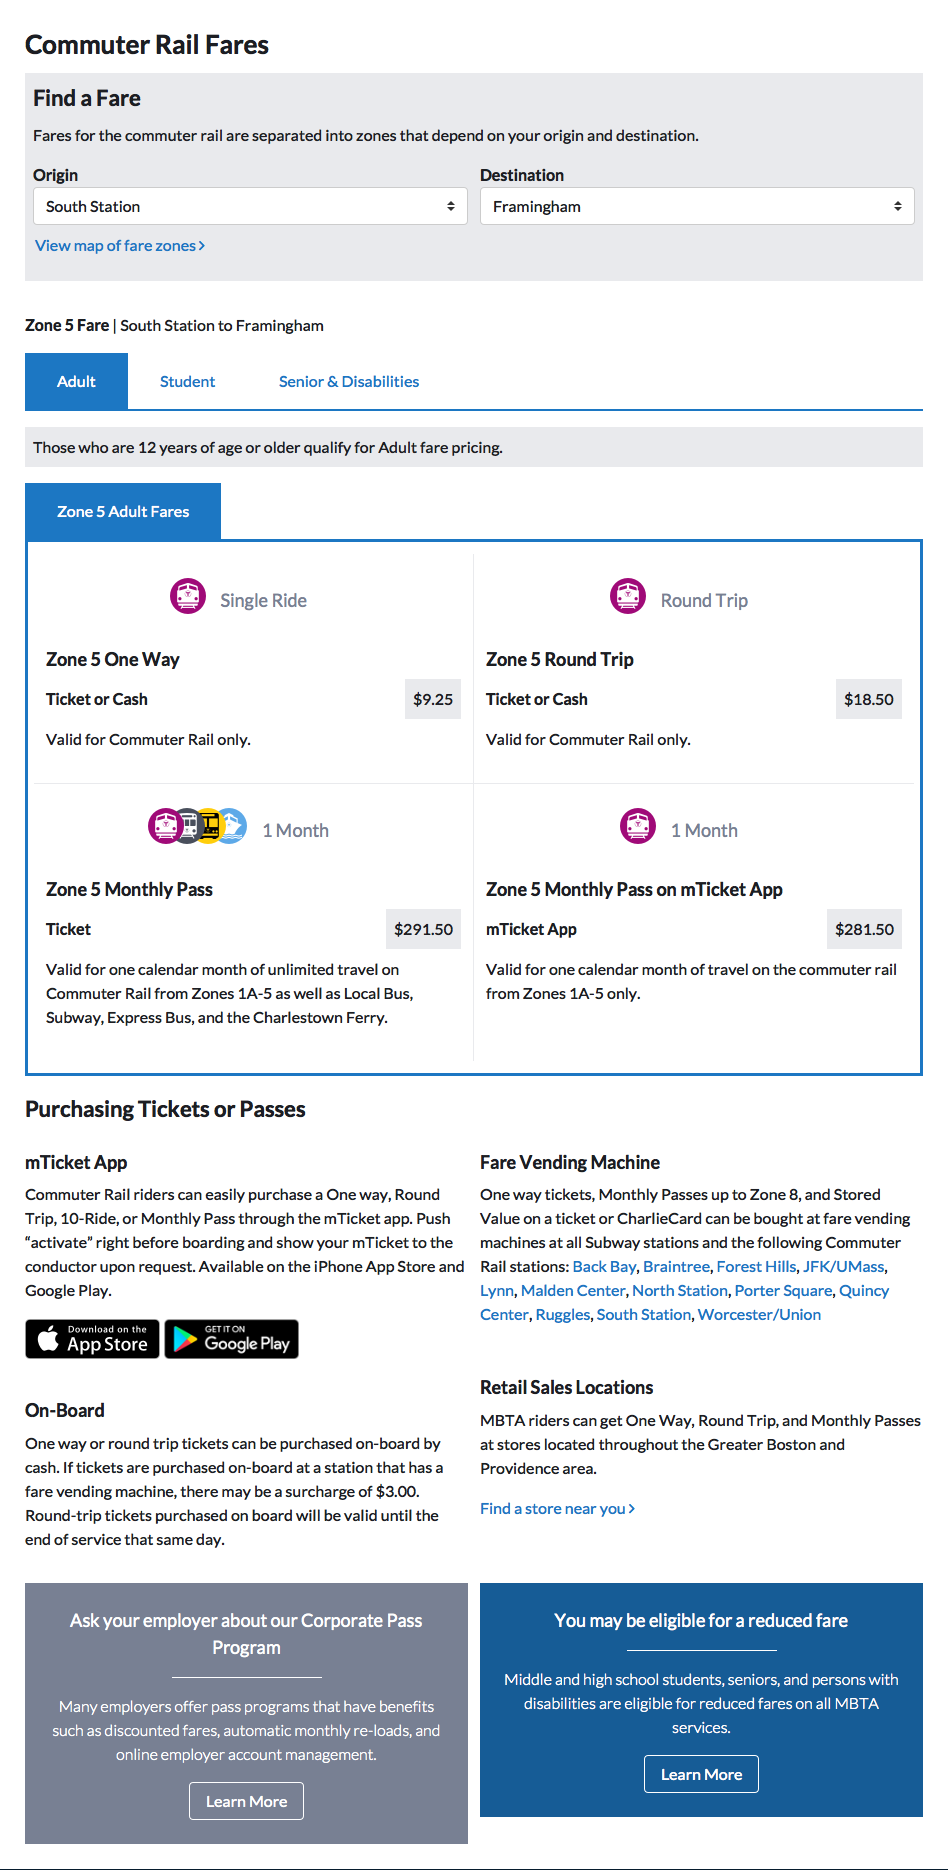 Commuter Rail Fares
Find a Fare
Fares for the commuter rail are separated into zones that depend on your origin and destination.
Origin
South Station
View map of fare zones
Destination
Framingham
Zone 5 Fare | South Station to Framingham
Adult Student Senior & Disabilities
Those who are 12 years of age or older qualify for Adult fare pricing.
Zone 5 Adult Fares
Single Ride
Zone 5 One Way
Ticket or Cash $9.25
Valid for Commuter Rail only.
Round Trip
Zone 5 Round Trip
Ticket or Cash $18.50
Valid for Commuter Rail only.
1 Month
Zone 5 Monthly Pass
Ticket $291.50
Valid for one calendar month of unlimited travel on
Commuter Rail from Zones 1A-5 as well as Local Bus,
Subway, Express Bus, and the Charlestown Ferry.
1 Month
Zone 5 Monthly Pass on mTicket App
mTicket App $281.50
Valid for one calendar month of travel on the commuter rail
from Zones 1A-5 only.
Purchasing Tickets or Passes
mTicket App
Commuter Rail riders can easily purchase a One way, Round
Trip, 10-Ride, or Monthly Pass through the mTicket app. Push
“activate” right before boarding and show your mTicket to the
conductor upon request. Available on the iPhone App Store and
Google Play.
Download on the
App Store
GET IT ON
Google Play
On-Board
One way or round trip tickets can be purchased on-board by
cash. If tickets are purchased on-board at a station that has a
fare vending machine, there may be a surcharge of $3.00.
Round-trip tickets purchased on board will be valid until the
end of service that same day.
Fare Vending Machine
One way tickets, Monthly Passes up to Zone 8, and Stored
Value on a ticket or CharlieCard can be bought at fare vending
machines at all Subway stations and the following Commuter
Rail stations: Back Bay, Braintree, Forest Hills, JFK/UMass,
Lynn, Malden Center, North Station, Porter Square, Quincy
Center, Ruggles, South Station, Worcester/Union
Retail Sales Locations
MBTA riders can get One Way, Round Trip, and Monthly Passes
at stores located throughout the Greater Boston and
Providence area.
Find a store near you
Ask your employer about our Corporate Pass
Program
Many employers offer pass programs that have benefits
such as discounted fares, automatic monthly re-loads, and
online employer account management.
Learn More
You may be eligible for a reduced fare
Middle and high school students, seniors, and persons with
disabilities are eligible for reduced fares on all MBTA
services.
Learn More